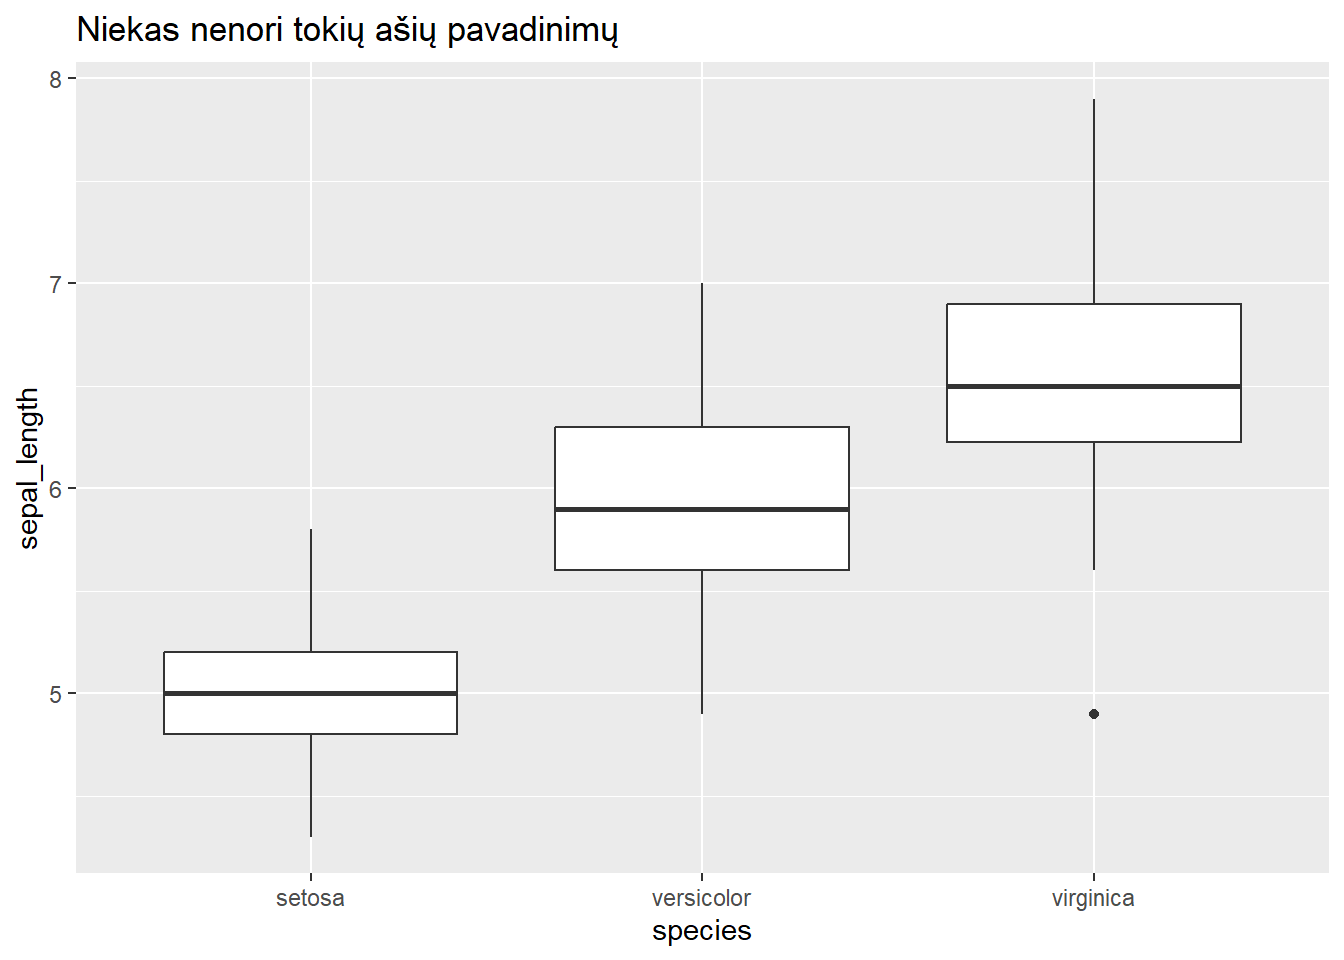 Niekas nenori tokių ašių pavadinimų
8
7
6
5
sepal_length
setosa versicolor virginica
species